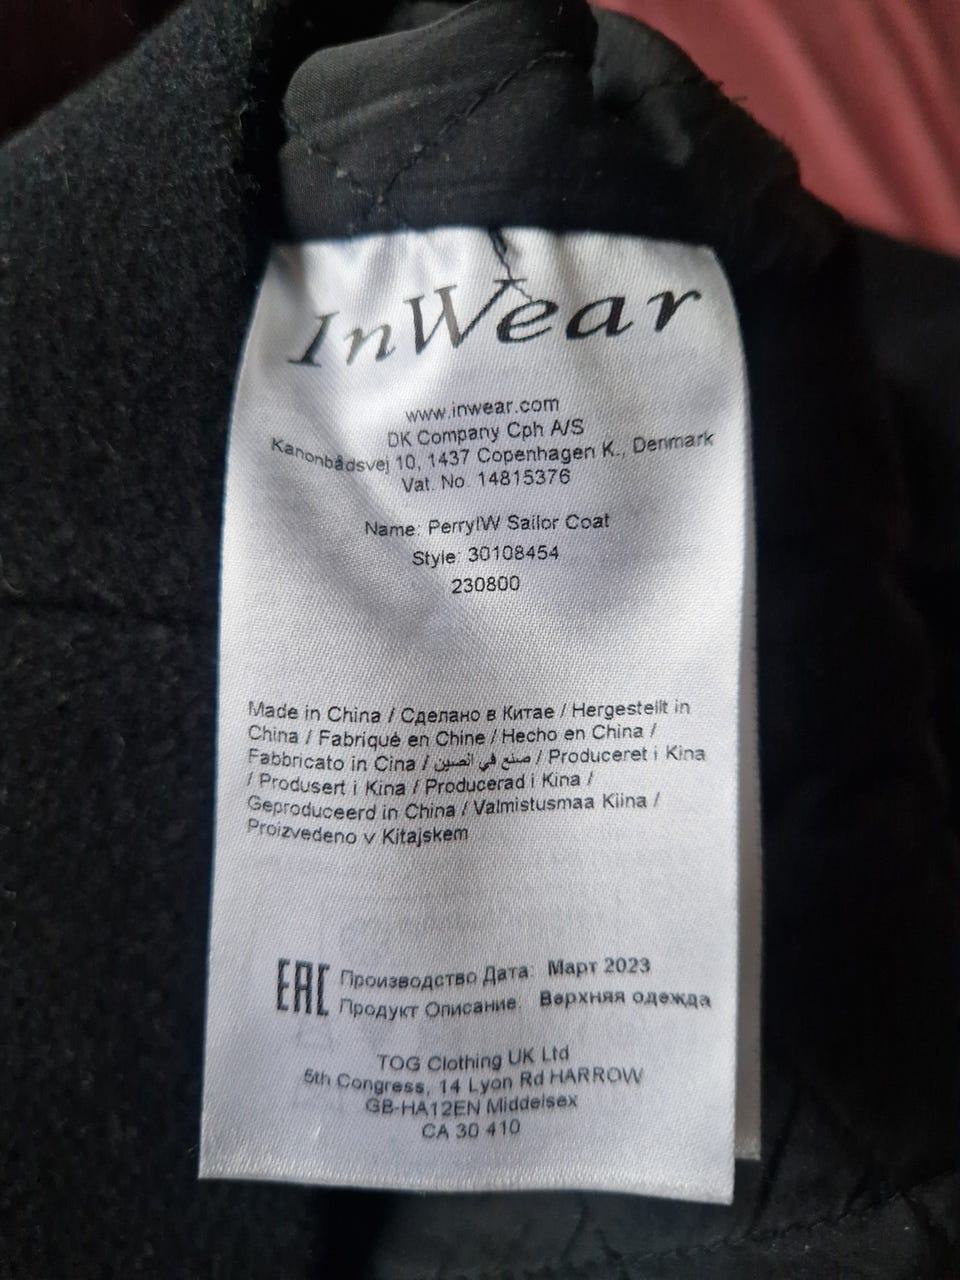 InWear
www.inwear.com
DK Company Cph A/S
Kanonbådsvej 10, 1437 Copenhagen K., Denmark
Vat. No. 14815376
Name: PerryIW Sailor Coat
Style: 30108454
230800
Made in China / Сделано в Китае / Hergestellt in
China / Fabriqué en Chine / Hecho en China /
Fabbricato in Cina / صنع في الصين / Produceret i Kina
/ Produsert i Kina / Producerad i Kina /
Geproduceerd in China / Valmistusmaa Kiina /
Proizvedeno v Kitajskem
EAC Производство Дата: Март 2023
Продукт Описание: Верхняя одежда
TOG Clothing UK Ltd
5th Congress, 14 Lyon Rd HARROW
GB-HA12EN Middelsex
CA 30 410